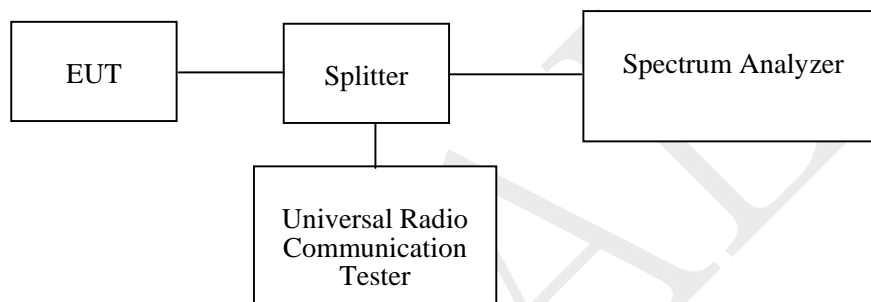 EUT
Splitter
Spectrum Analyzer
Universal Radio
Communication
Tester